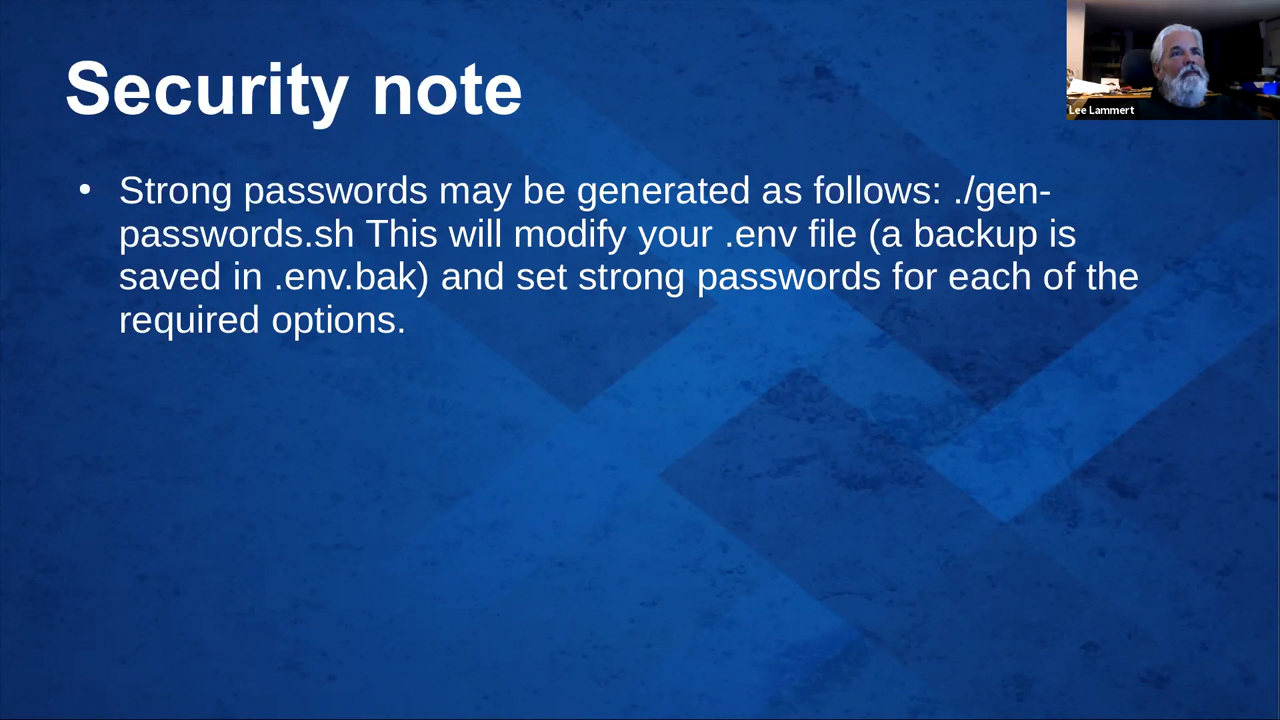 Security note
Lee Lammert
• Strong passwords may be generated as follows: ./gen-
passwords.sh This will modify your .env file (a backup is
saved in .env.bak) and set strong passwords for each of the
required options.